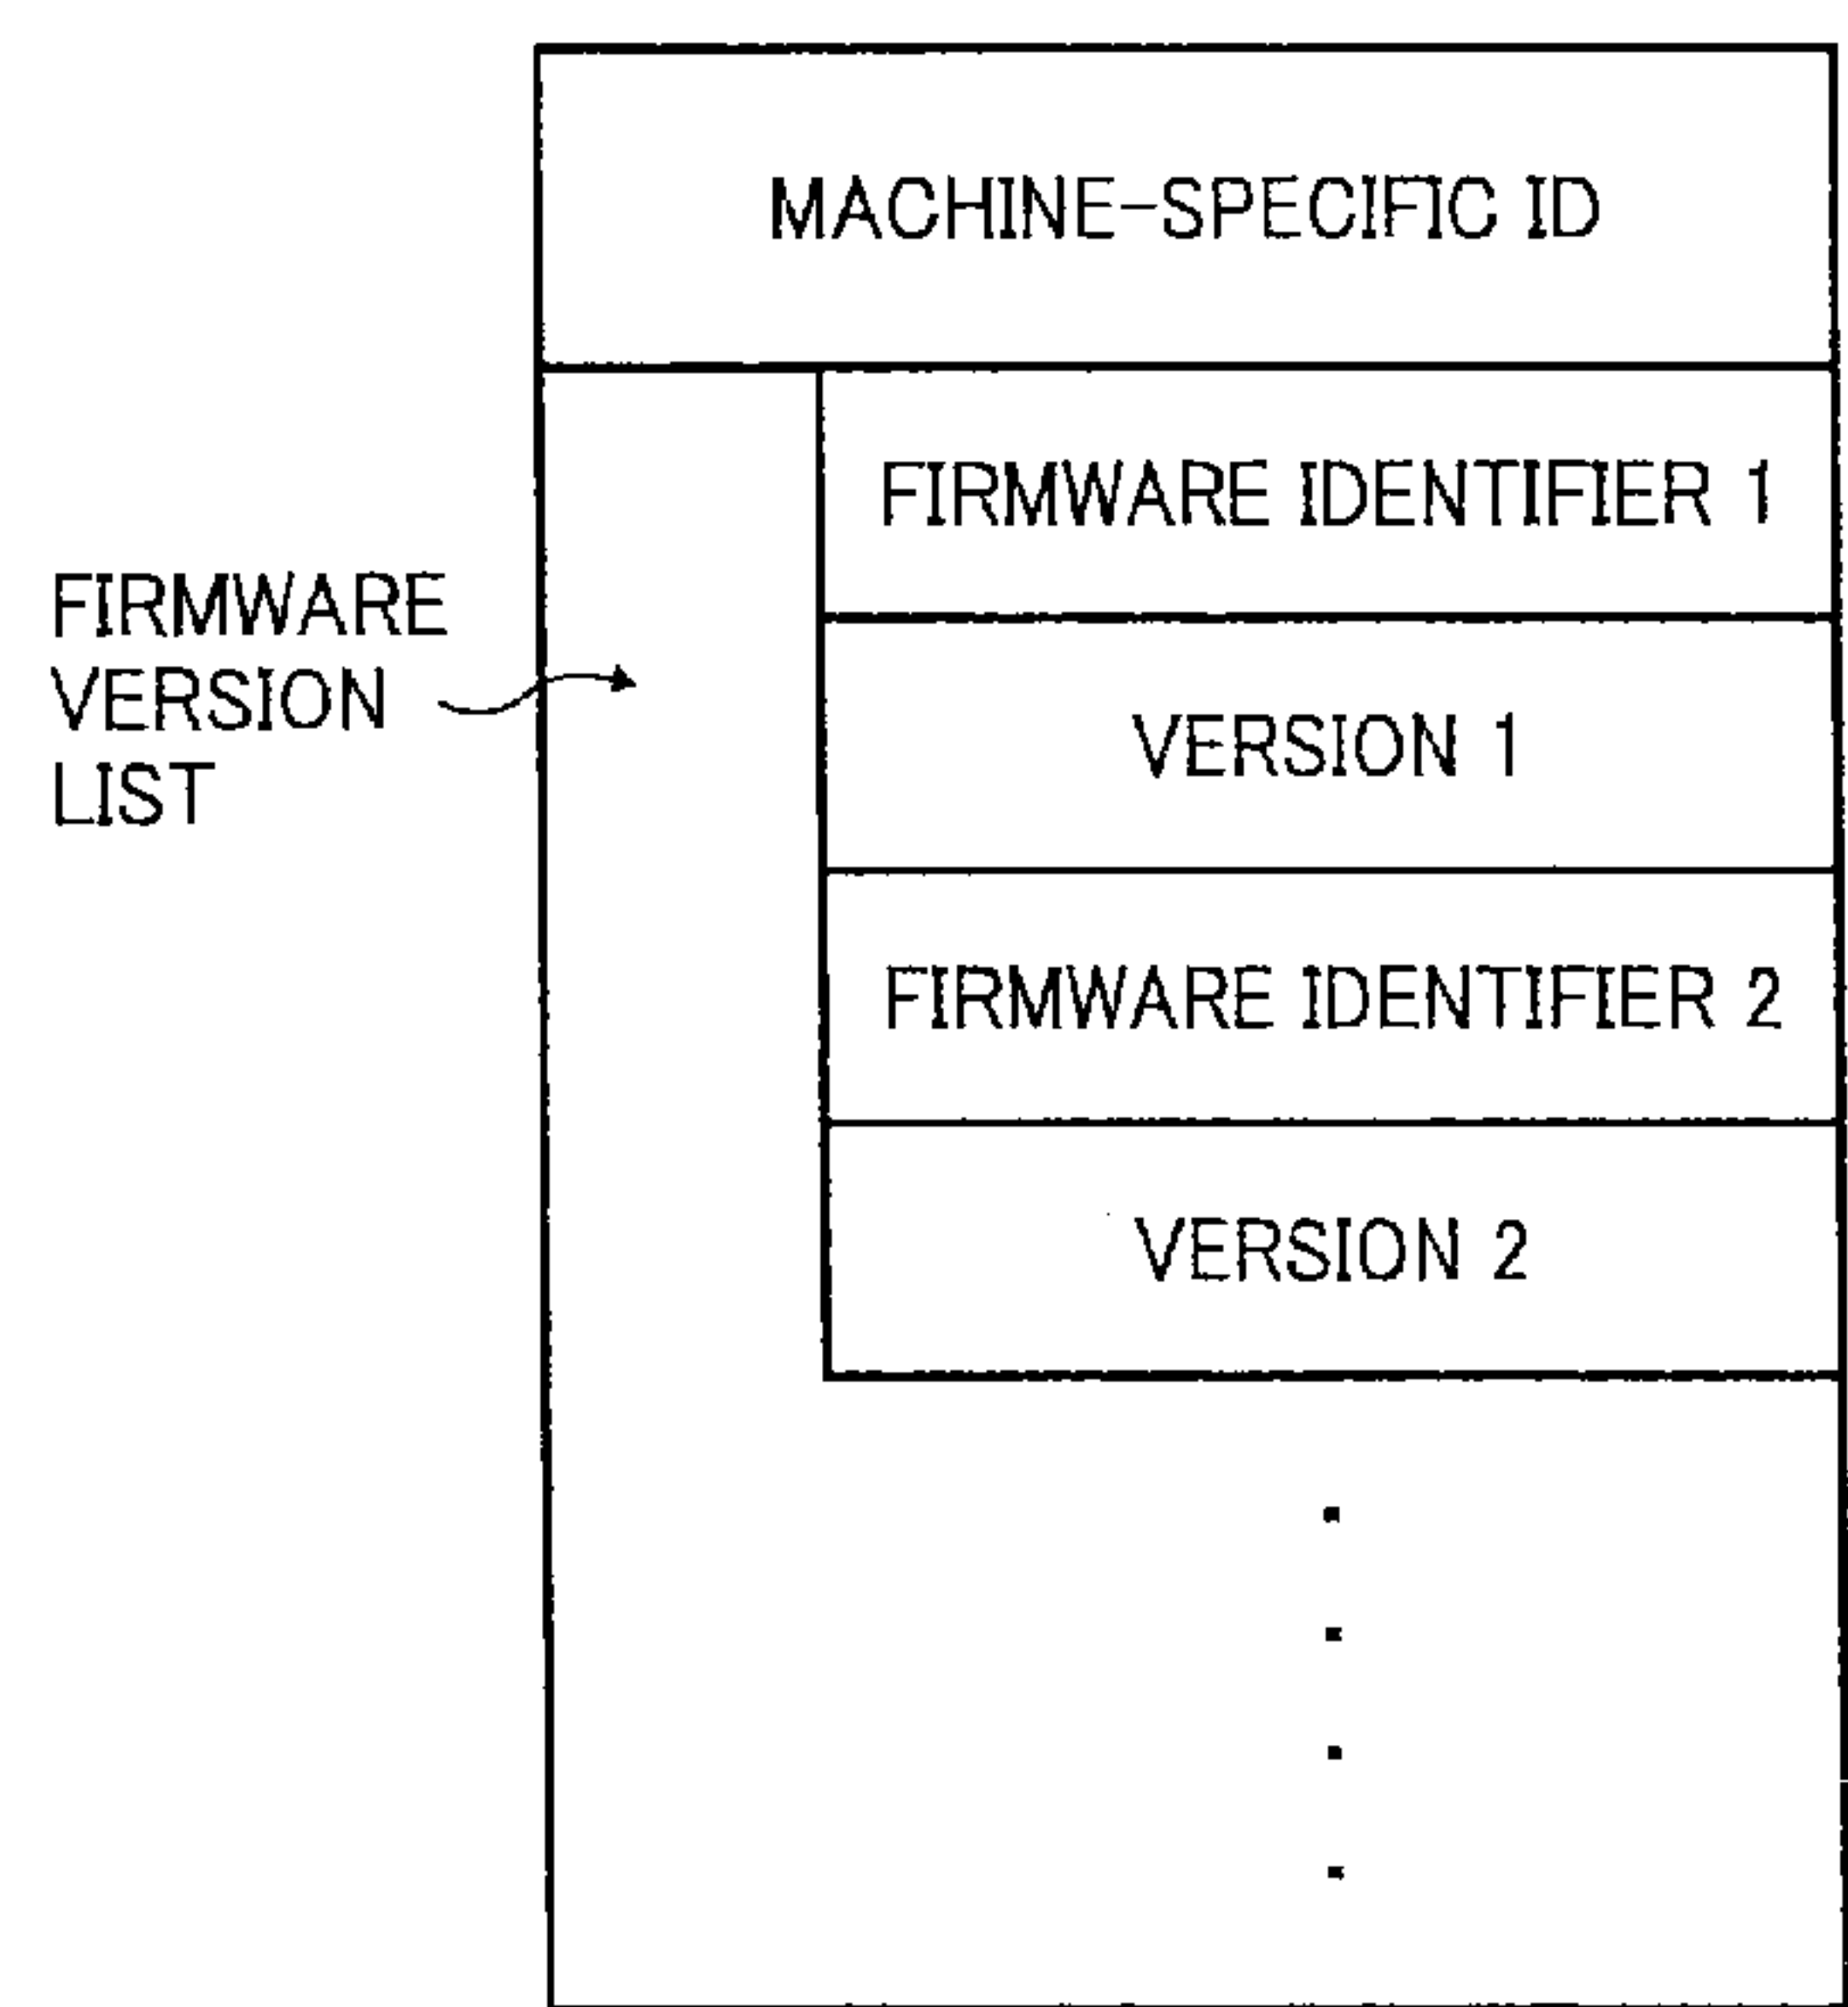 MACHINE-SPECIFIC ID
FIRMWARE IDENTIFIER 1
FIRMWARE
VERSION
LIST
VERSION 1
FIRMWARE IDENTIFIER 2
VERSION 2